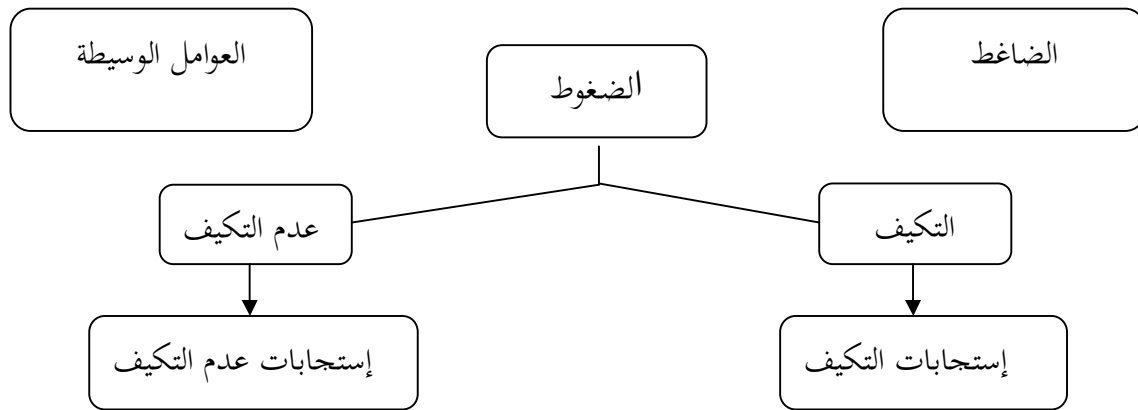 الضاغط
الضغوط
العوامل الوسيطة
التكيف
عدم التكيف
إستجابات التكيف
إستجابات عدم التكيف